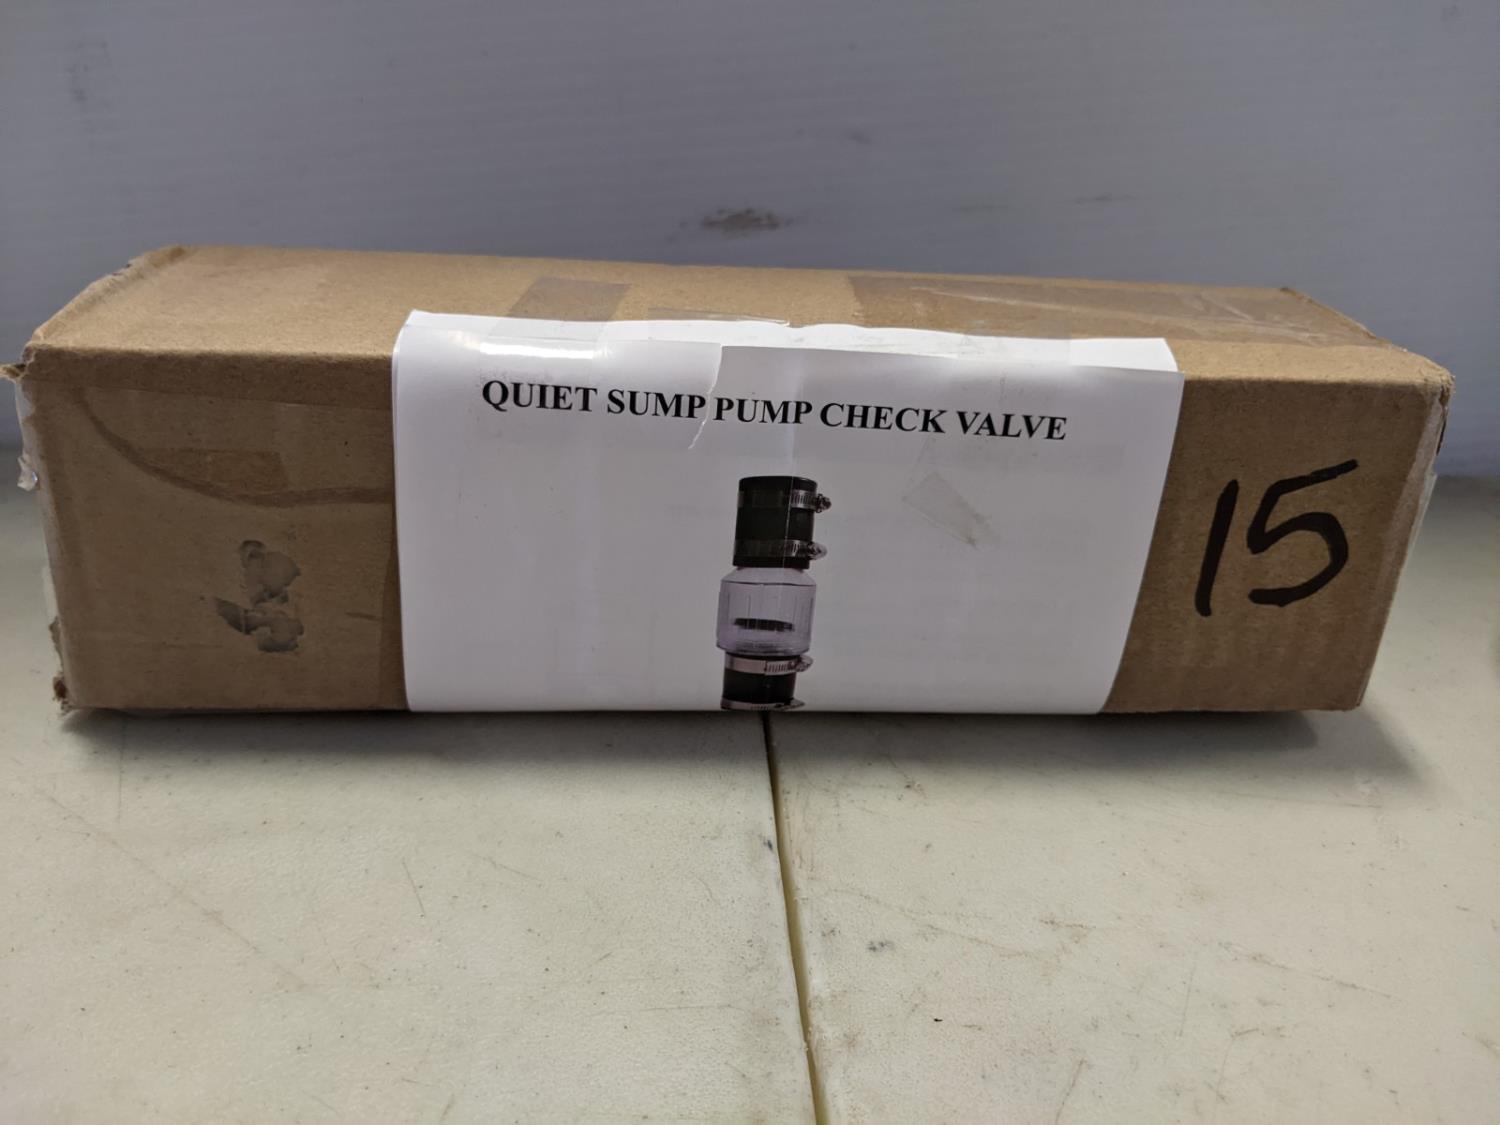 QUIET SUMP PUMP CHECK VALVE
15